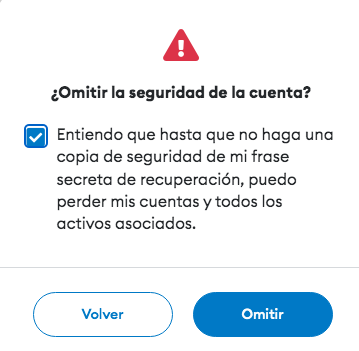 ¿Omitir la seguridad de la cuenta?
Entiendo que hasta que no haga una
copia de seguridad de mi frase
secreta de recuperación, puedo
perder mis cuentas y todos los
activos asociados.
Volver
Omitir